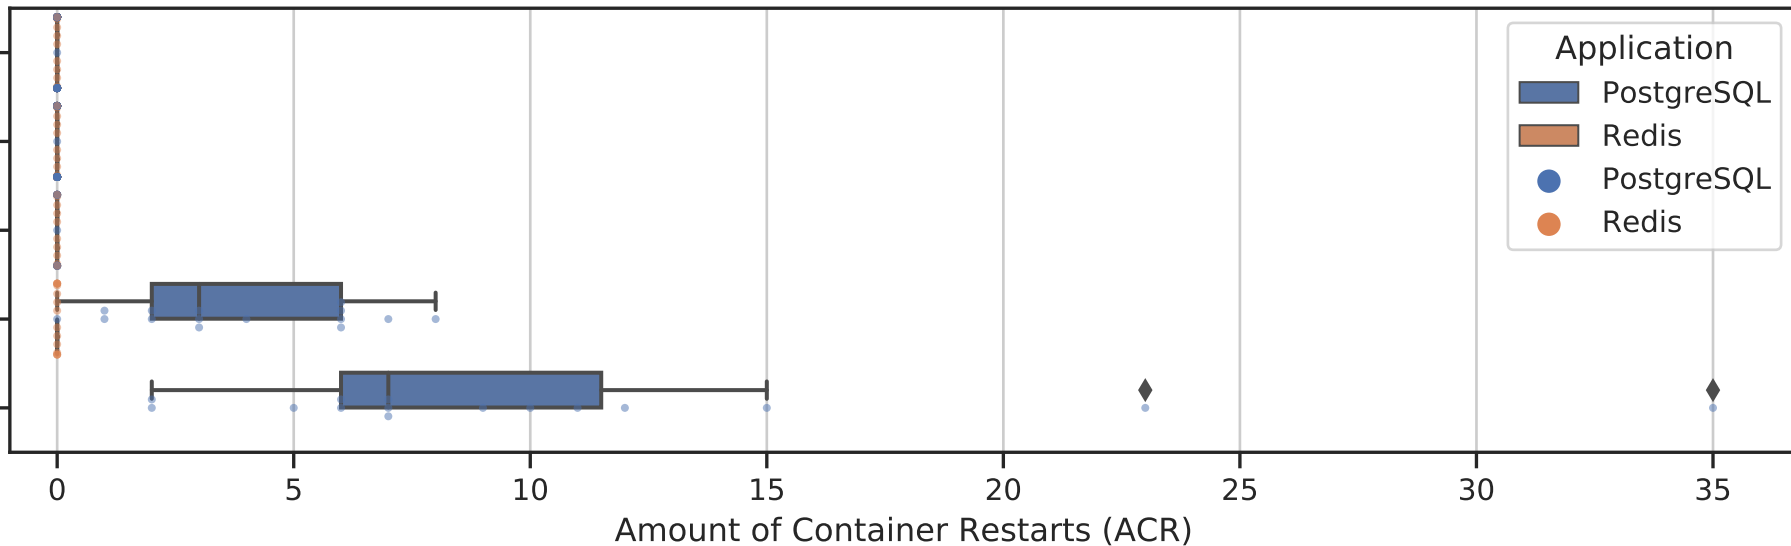 Application
PostgreSQL
Redis
PostgreSQL
Redis
0 5 10 15 20 25 30 35
Amount of Container Restarts (ACR)